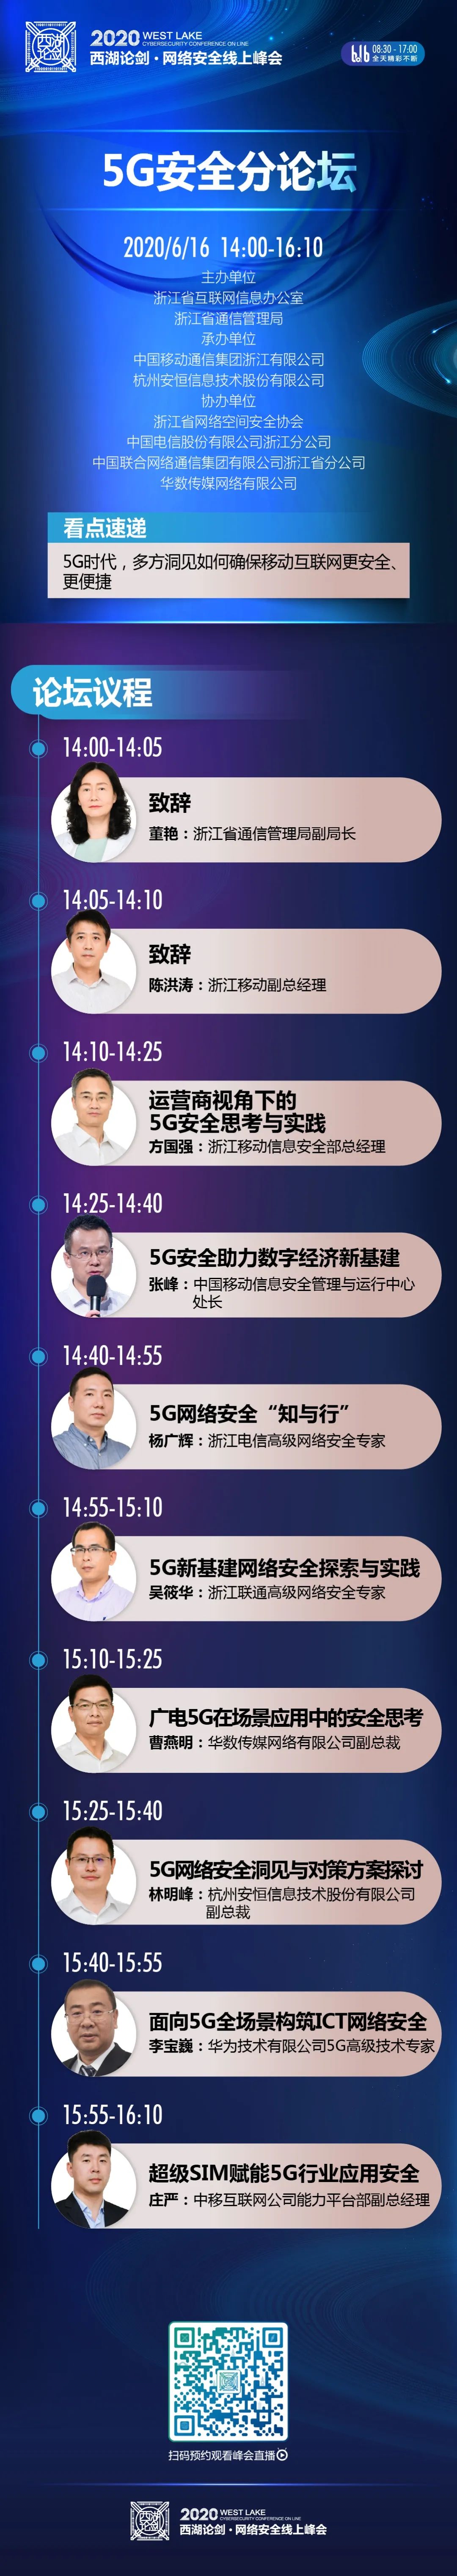 2020 WEST LAKE
CYBERSECURITY CONFERENCE ON LINE
西湖论剑·网络安全线上峰会
6/16 08:30 - 17:00
全天精彩不断
5G安全分论坛
2020/6/16 14:00-16:10
主办单位
浙江省互联网信息办公室
浙江省通信管理局
承办单位
中国移动通信集团浙江有限公司
杭州安恒信息技术股份有限公司
协办单位
浙江省网络空间安全协会
中国电信股份有限公司浙江分公司
中国联合网络通信集团有限公司浙江省分公司
华数传媒网络有限公司
看点速递
5G时代，多方洞见如何确保移动互联网更安全、
更便捷
论坛议程
14:00-14:05
致辞
董艳：浙江省通信管理局副局长
14:05-14:10
致辞
陈洪涛：浙江移动副总经理
14:10-14:25
运营商视角下的
5G安全思考与实践
方国强：浙江移动信息安全部总经理
14:25-14:40
5G安全助力数字经济新基建
张峰：中国移动信息安全管理与运行中心
处长
14:40-14:55
5G网络安全“知与行”
杨广辉：浙江电信高级网络安全专家
14:55-15:10
5G新基建网络安全探索与实践
吴筱华：浙江联通高级网络安全专家
15:10-15:25
广电5G在场景应用中的安全思考
曹燕明：华数传媒网络有限公司副总裁
15:25-15:40
5G网络安全洞见与对策方案探讨
林明峰：杭州安恒信息技术股份有限公司
副总裁
15:40-15:55
面向5G全场景构筑ICT网络安全
李宝巍：华为技术有限公司5G高级技术专家
15:55-16:10
超级SIM赋能5G行业应用安全
庄严：中移互联网公司能力平台部副总经理
扫码预约观看峰会直播
2020 WEST LAKE
CYBERSECURITY CONFERENCE ON LINE
西湖论剑·网络安全线上峰会